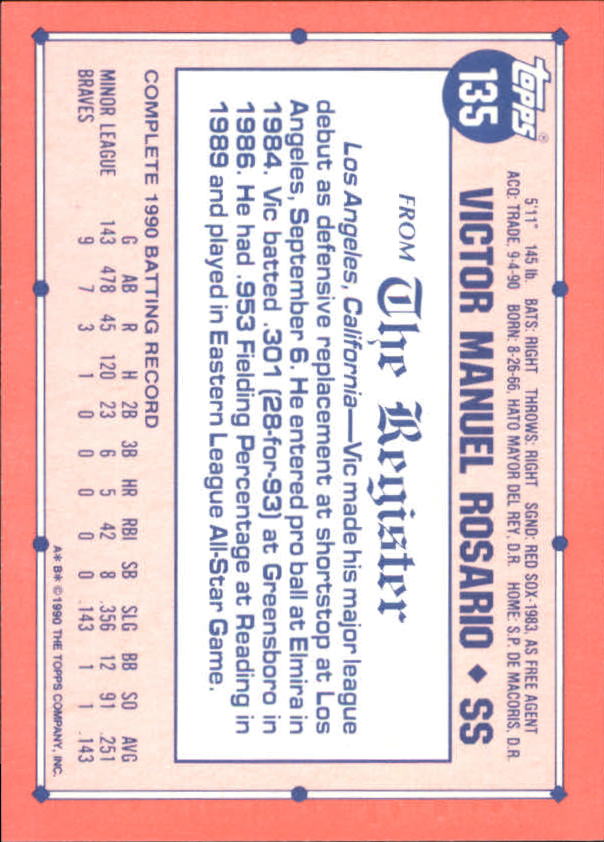 topps®
135
5'11" 145 lb. BATS: RIGHT THROWS: RIGHT SGND: RED SOX-1983, AS FREE AGENT
ACQ: TRADE, 9-4-90 BORN: 8-26-66, HATO MAYOR DEL REY, D.R. HOME: S.P. DE MACORIS, D.R.
VICTOR MANUEL ROSARIO ♦ SS
FROM The Register
Los Angeles, California—Vic made his major league
debut as defensive replacement at shortstop at Los
Angeles, September 6. He entered pro ball at Elmira in
1984. Vic batted .301 (28-for-93) at Greensboro in
1986. He had .953 Fielding Percentage at Reading in
1989 and played in Eastern League All-Star Game.
COMPLETE 1990 BATTING RECORD
G AB R H 2B 3B HR RBI SB SLG BB SO AVG
MINOR LEAGUE 143 478 45 120 23 6 5 42 8 .356 12 91 .251
BRAVES 9 7 3 1 0 0 0 0 0 .143 1 1 .143
A* B* ©1990 THE TOPPS COMPANY, INC.